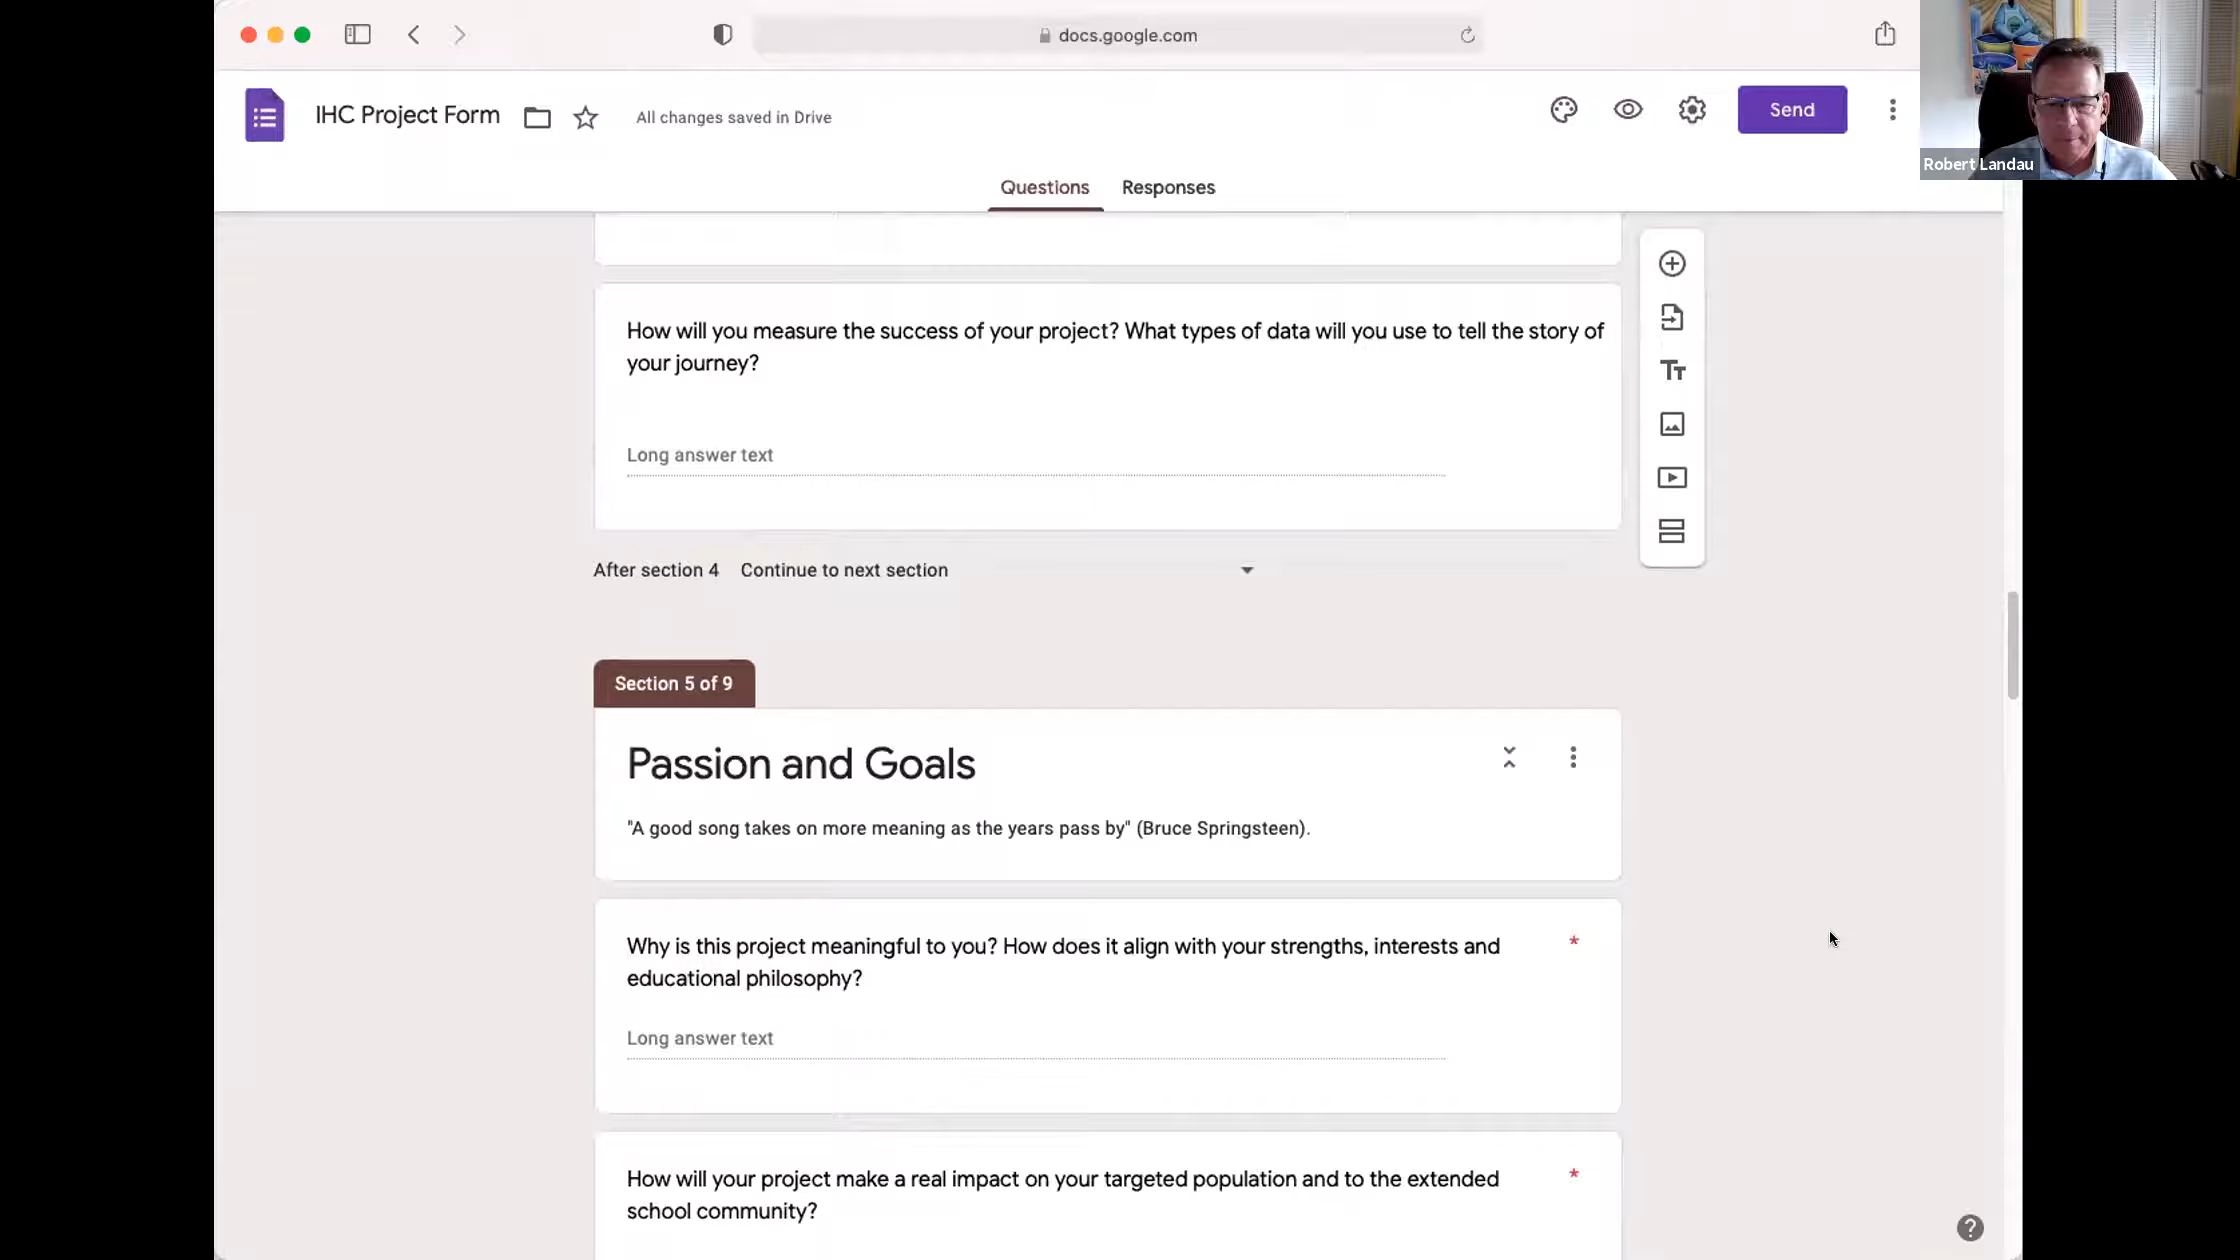 docs.google.com
IHC Project Form
All changes saved in Drive
Send
Robert Landau
Questions
Responses
How will you measure the success of your project? What types of data will you use to tell the story of
your journey?
Long answer text
After section 4
Continue to next section
Section 5 of 9
Passion and Goals
"A good song takes on more meaning as the years pass by" (Bruce Springsteen).
Why is this project meaningful to you? How does it align with your strengths, interests and
*
educational philosophy?
Long answer text
How will your project make a real impact on your targeted population and to the extended
*
school community?